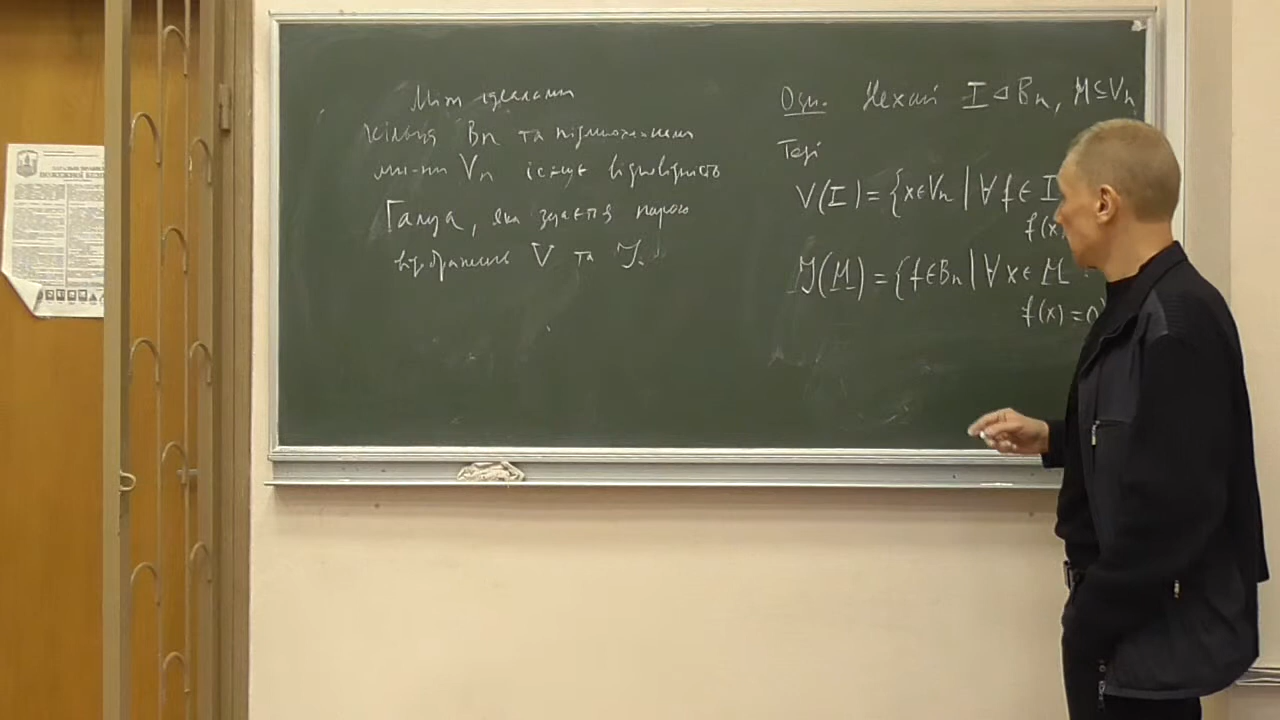 Між ідеалами
кільця Bn та підмножинами
мн-ни Vn існує відповідність
Галуа, яка задається парою
відображень V та J.
Озн. Нехай I ⊲ Bn, M ⊆ Vn
Тоді
V(I) = {x ∈ Vn | ∀ f ∈ I
f(x)
J(M) = {f ∈ Bn | ∀ x ∈ M :
f(x) = 0}